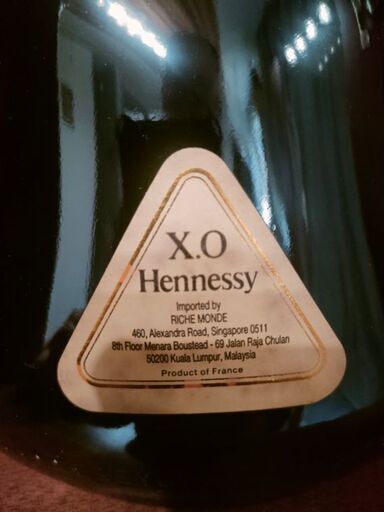 X.O
Hennessy
Imported by
RICHE MONDE
460, Alexandra Road, Singapore 0511
8th Floor Menara Boustead - 69 Jalan Raja Chulan
50200 Kuala Lumpur, Malaysia
Product of France